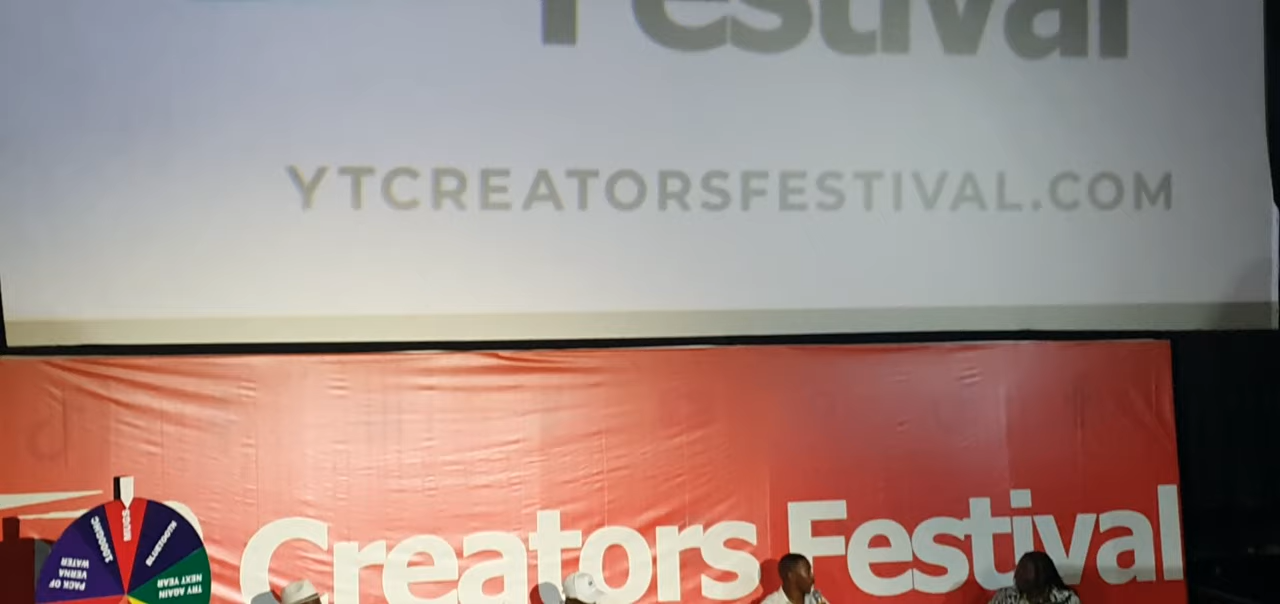 Festival
YTCREATORSFESTIVAL.COM
Creators Festival
PACK OF
VERNA
WATER
TRY AGAIN
NEXT YEAR